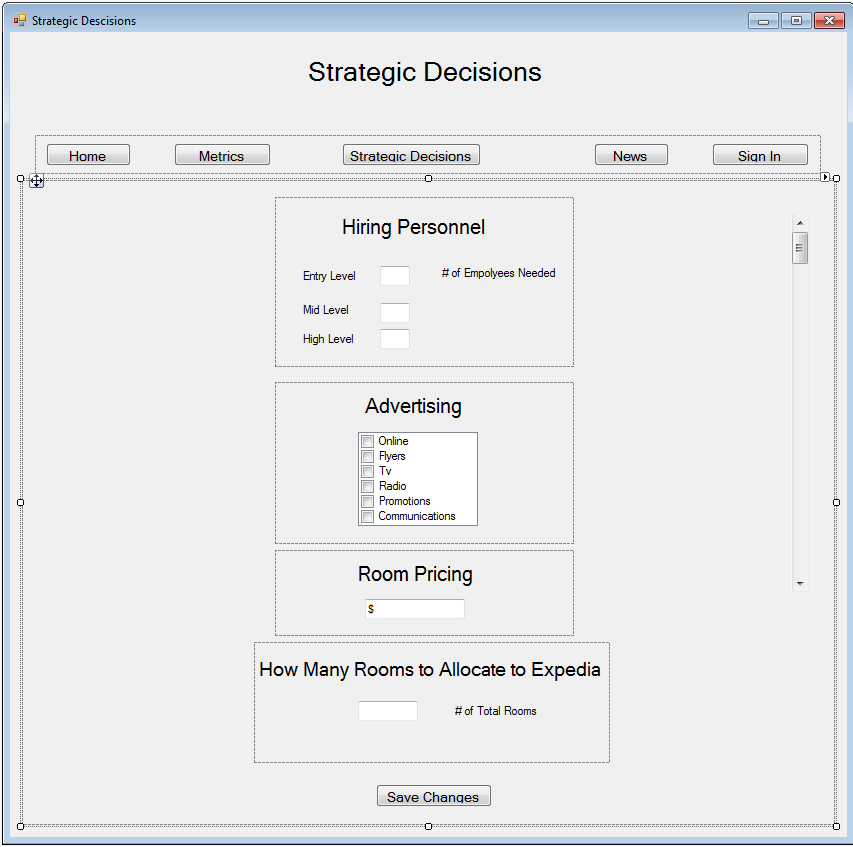 Strategic Descisions
Strategic Decisions
Home Metrics Strategic Decisions News Sign In
Hiring Personnel
Entry Level # of Empolyees Needed
Mid Level
High Level
Advertising
Online
Flyers
Tv
Radio
Promotions
Communications
Room Pricing
$
How Many Rooms to Allocate to Expedia
# of Total Rooms
Save Changes